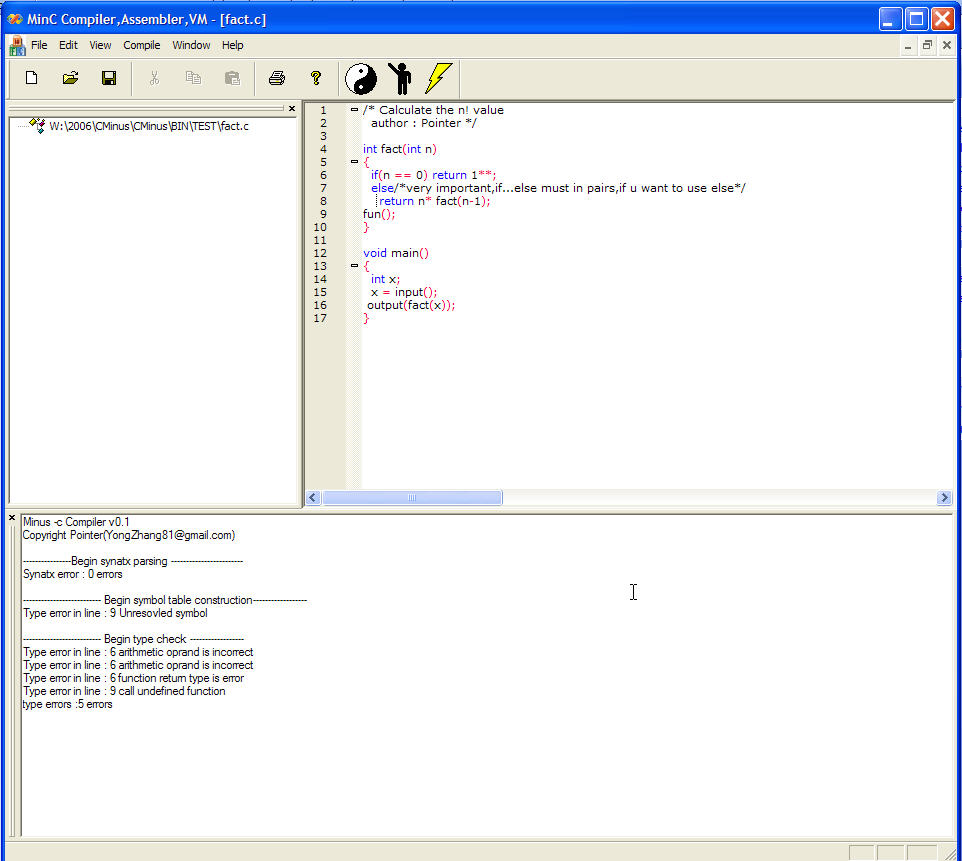 MinC Compiler,Assembler,VM - [fact.c]
File Edit View Compile Window Help
W:\2006\CMinus\CMinus\BIN\TEST\fact.c
1 /* Calculate the n! value
2 author : Pointer */
3
4 int fact(int n)
5 {
6 if(n == 0) return 1**;
7 else/*very important,if...else must in pairs,if u want to use else*/
8 return n* fact(n-1);
9 fun();
10 }
11
12 void main()
13 {
14 int x;
15 x = input();
16 output(fact(x));
17 }
Minus -c Compiler v0.1
Copyright Pointer(YongZhang81@gmail.com)
----------------Begin synatx parsing ------------------------
Synatx error : 0 errors
-------------------------- Begin symbol table construction------------------
Type error in line : 9 Unresovled symbol
-------------------------- Begin type check ------------------
Type error in line : 6 arithmetic oprand is incorrect
Type error in line : 6 arithmetic oprand is incorrect
Type error in line : 6 function return type is error
Type error in line : 9 call undefined function
type errors :5 errors